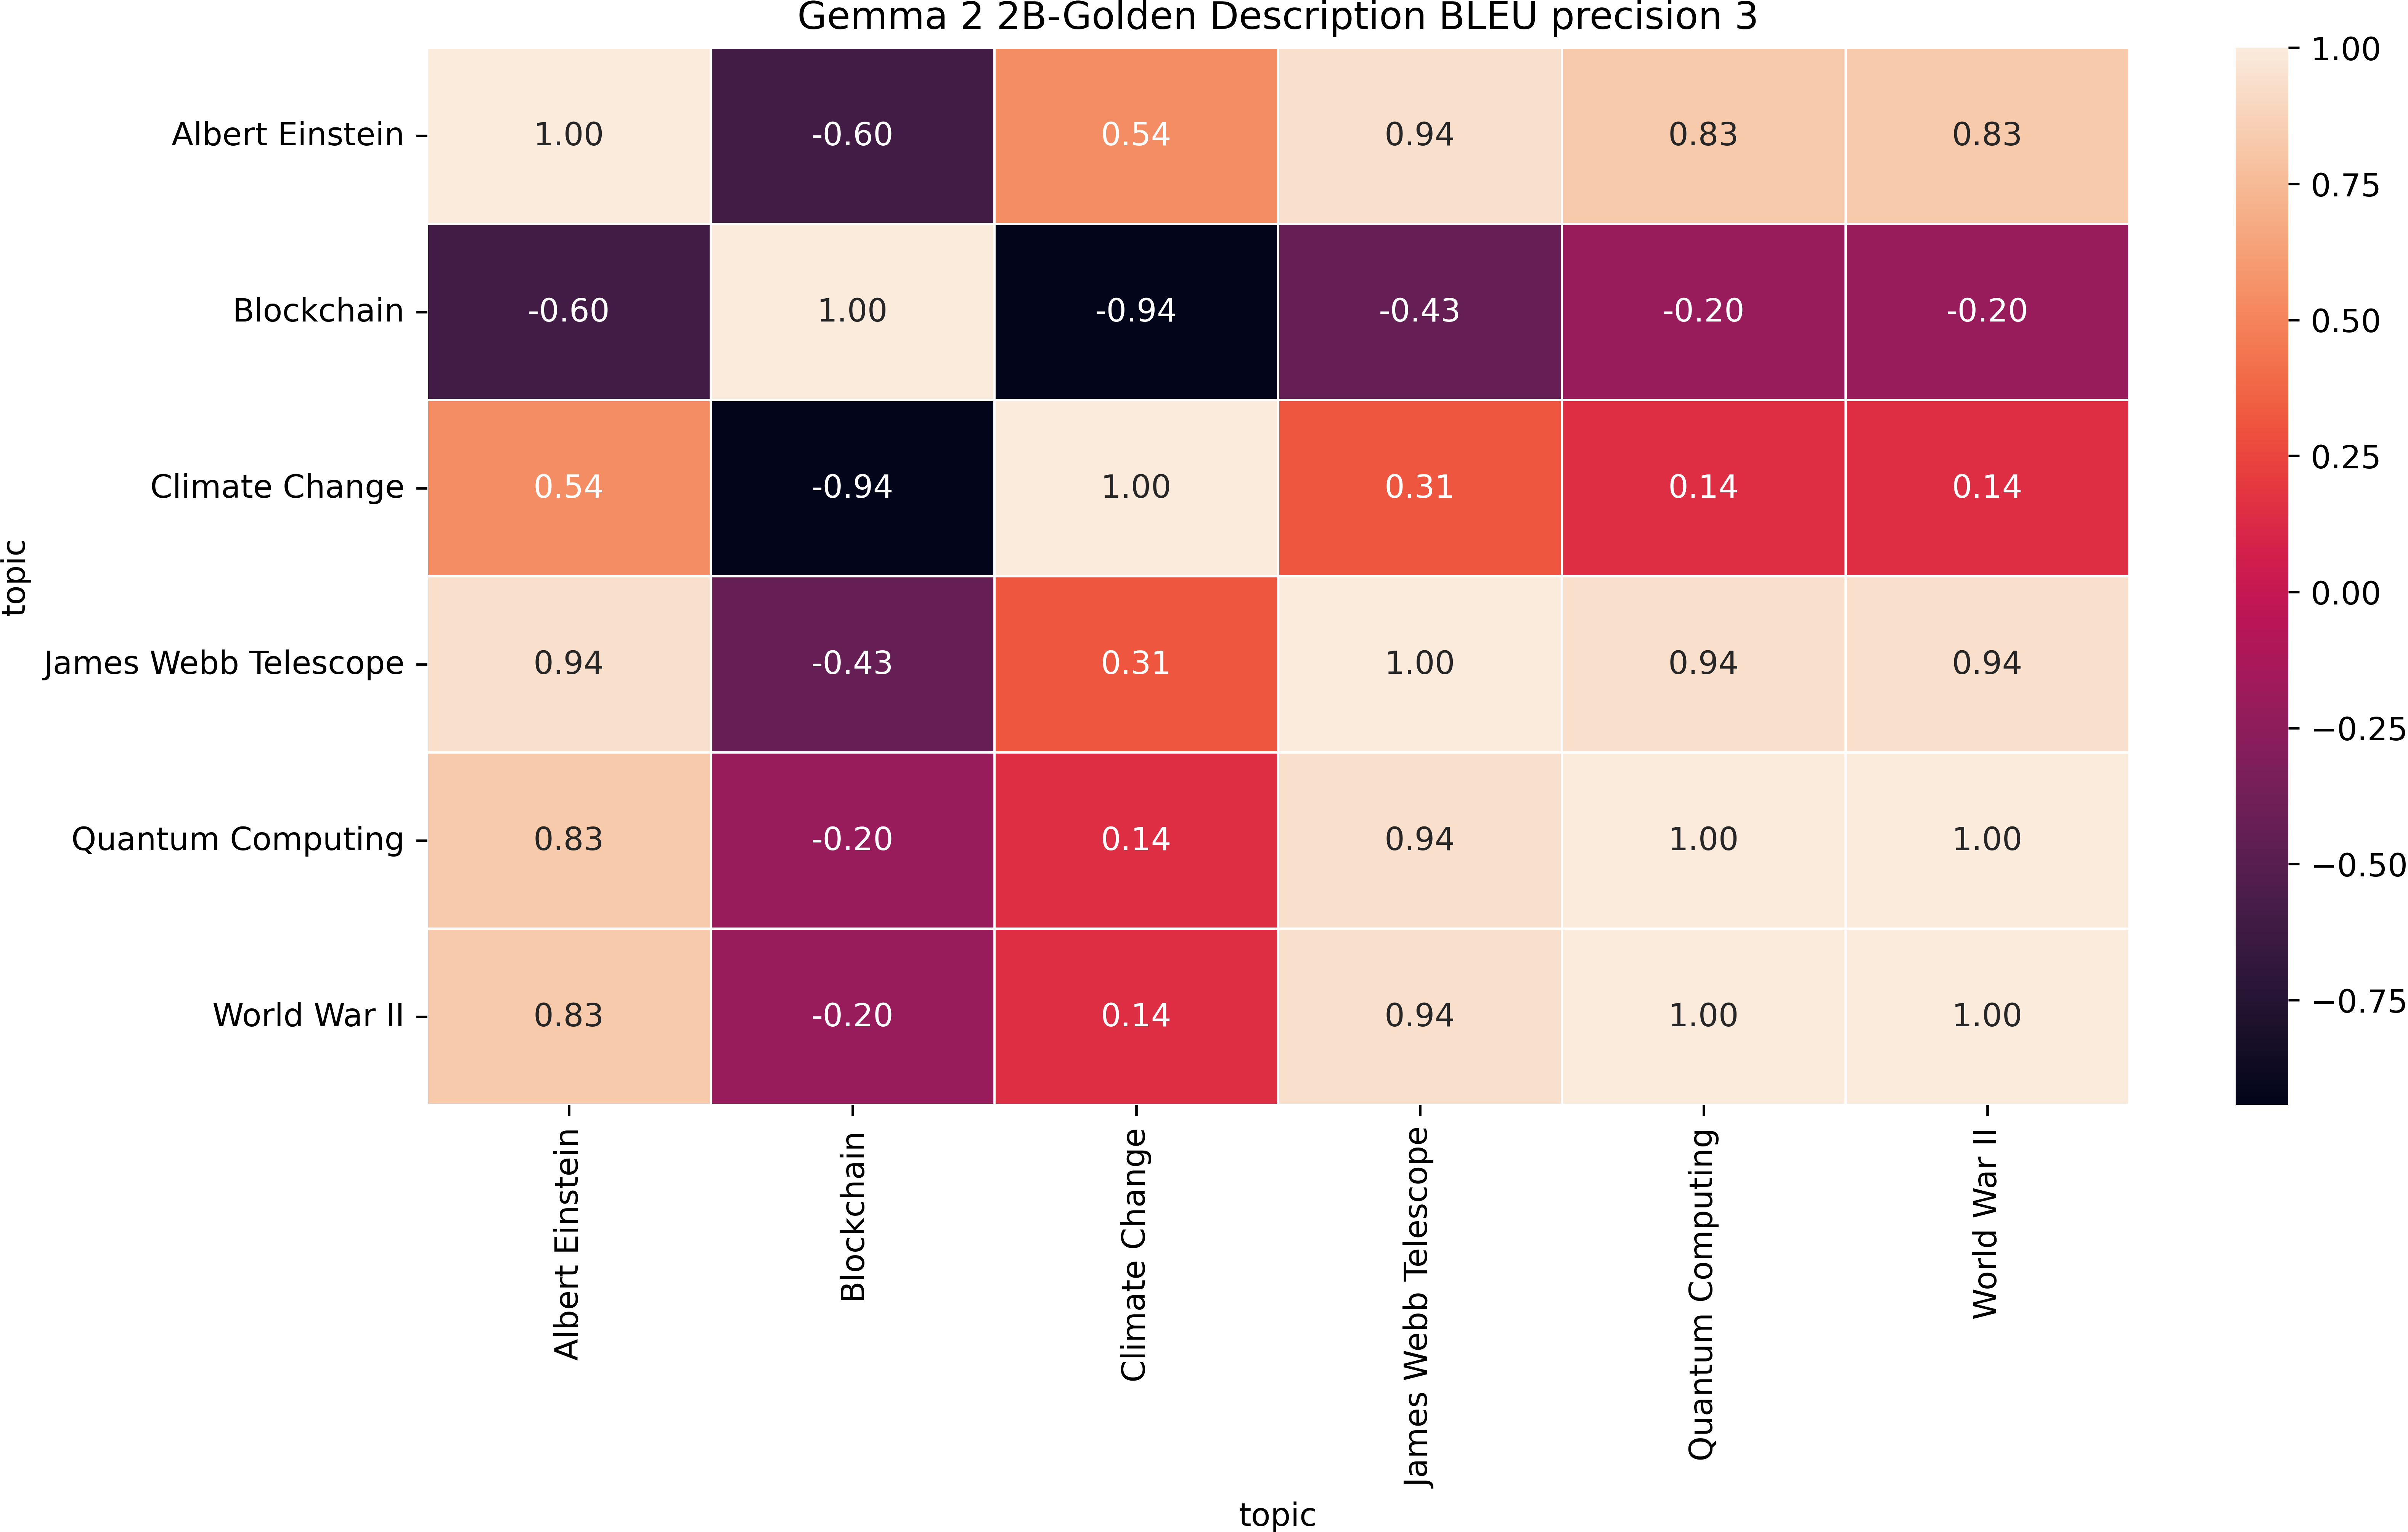 Gemma 2 2B-Golden Description BLEU precision 3
topic
Albert Einstein 1.00 -0.60 0.54 0.94 0.83 0.83
Blockchain -0.60 1.00 -0.94 -0.43 -0.20 -0.20
Climate Change 0.54 -0.94 1.00 0.31 0.14 0.14
James Webb Telescope 0.94 -0.43 0.31 1.00 0.94 0.94
Quantum Computing 0.83 -0.20 0.14 0.94 1.00 1.00
World War II 0.83 -0.20 0.14 0.94 1.00 1.00
Albert Einstein
Blockchain
Climate Change
James Webb Telescope
Quantum Computing
World War II
topic
1.00
0.75
0.50
0.25
0.00
−0.25
−0.50
−0.75